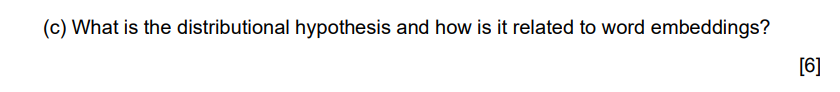 (c) What is the distributional hypothesis and how is it related to word embeddings?
[6]